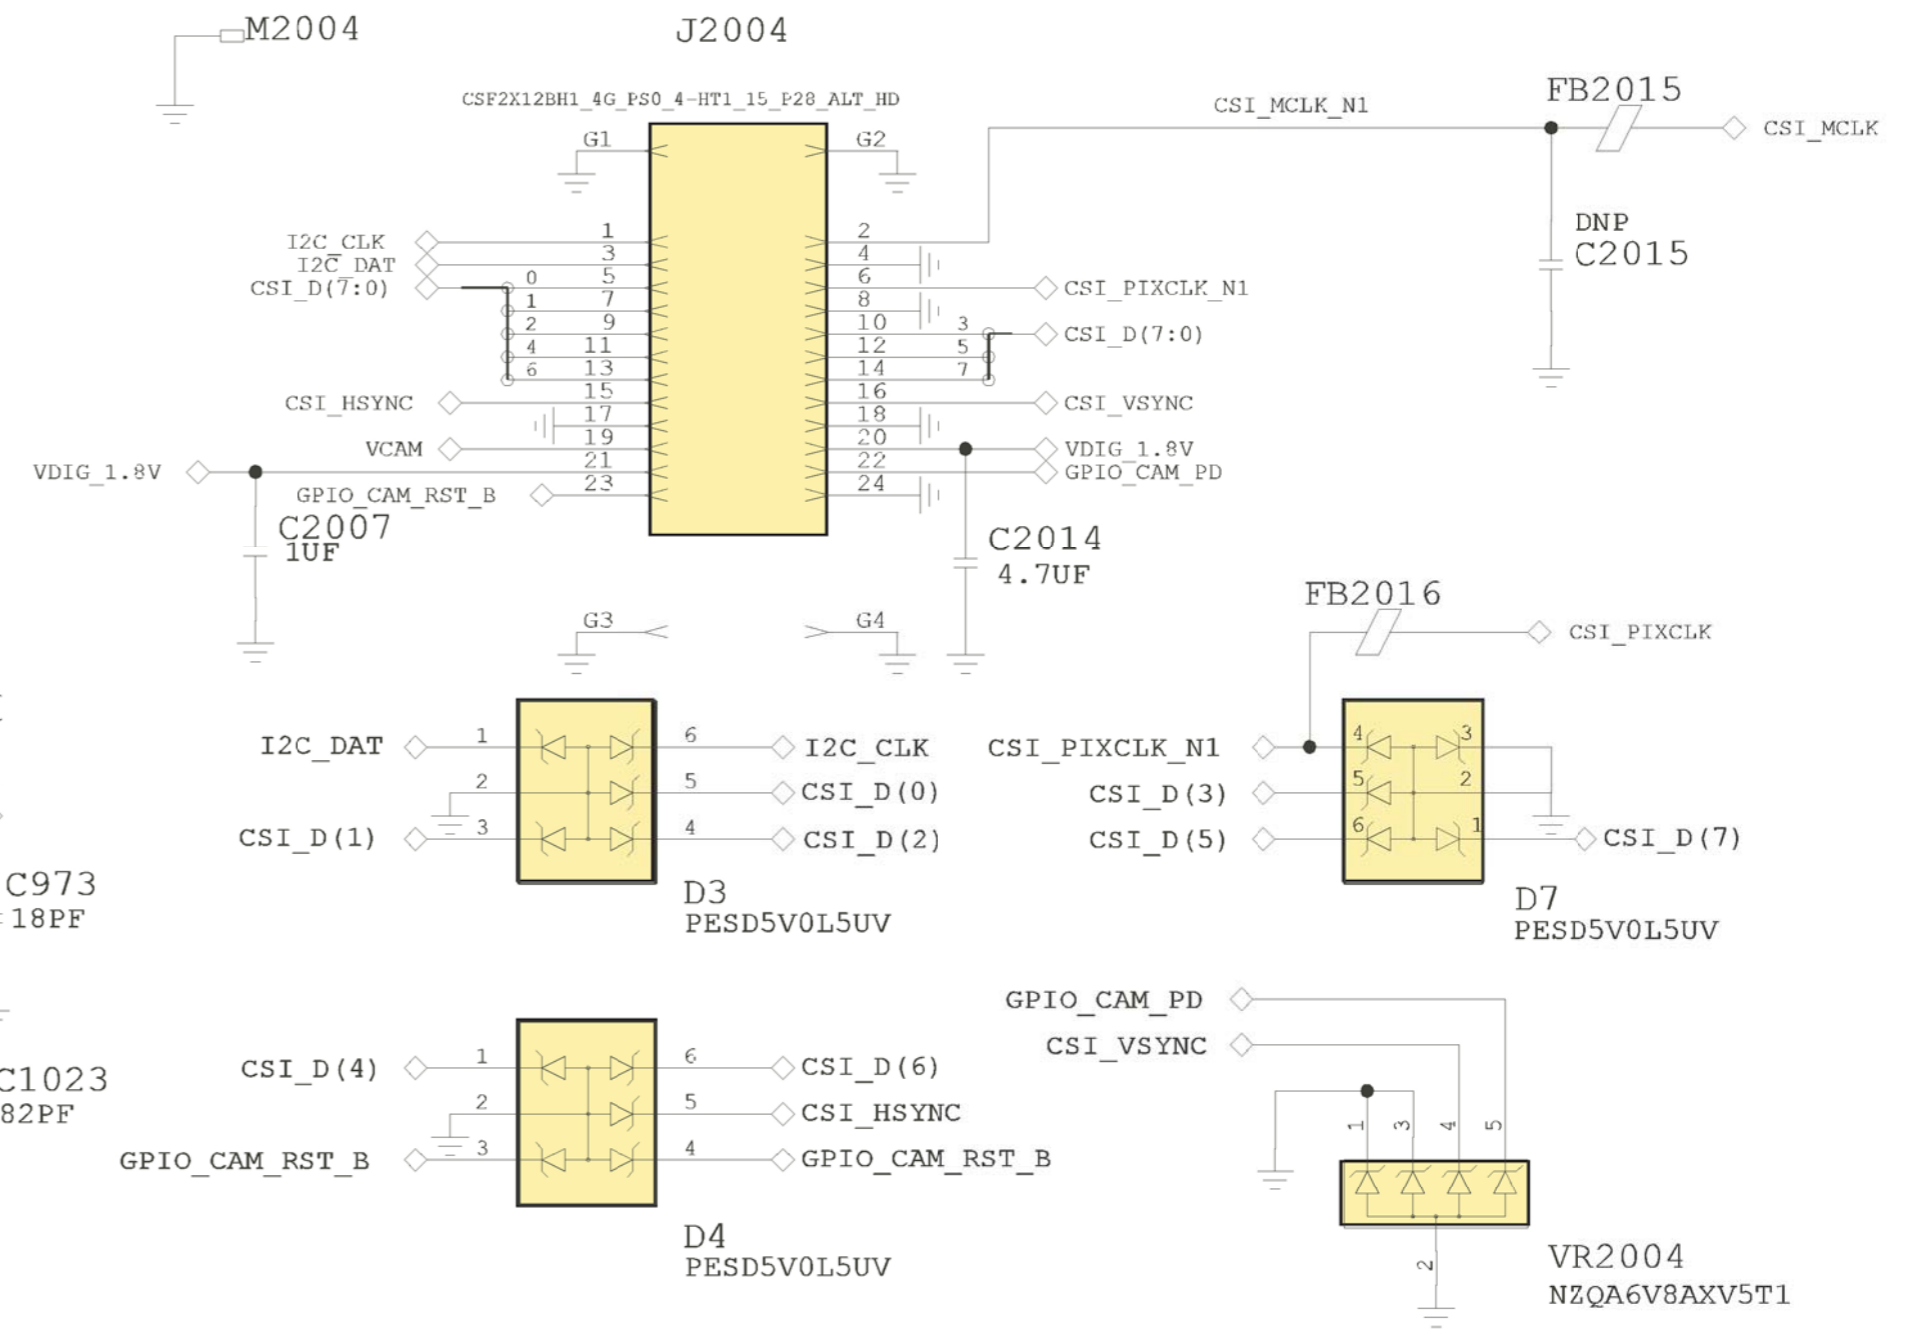 M2004
J2004
CSF2X12BH1_4G_PS0_4-HT1_15_P28_ALT_HD
G1
G2
CSI_MCLK_N1
FB2015
CSI_MCLK
DNP
C2015
I2C_CLK
1
2
I2C_DAT
3
4
CSI_D(7:0)
0
5
6
CSI_PIXCLK_N1
1
7
8
2
9
10
3
CSI_D(7:0)
4
11
12
5
6
13
14
7
CSI_HSYNC
15
16
CSI_VSYNC
17
18
VCAM
19
20
VDIG_1.8V
VDIG_1.8V
21
22
GPIO_CAM_PD
GPIO_CAM_RST_B
23
24
C2007
1UF
C2014
4.7UF
G3
G4
FB2016
CSI_PIXCLK
I2C_DAT
1
6
I2C_CLK
2
5
CSI_D(0)
CSI_D(1)
3
4
CSI_D(2)
D3
PESD5V0L5UV
CSI_PIXCLK_N1
4
3
CSI_D(3)
5
2
CSI_D(5)
6
1
CSI_D(7)
D7
PESD5V0L5UV
C973
18PF
C1023
82PF
CSI_D(4)
1
6
CSI_D(6)
2
5
CSI_HSYNC
GPIO_CAM_RST_B
3
4
GPIO_CAM_RST_B
D4
PESD5V0L5UV
GPIO_CAM_PD
CSI_VSYNC
1
3
4
5
2
VR2004
NZQA6V8AXV5T1